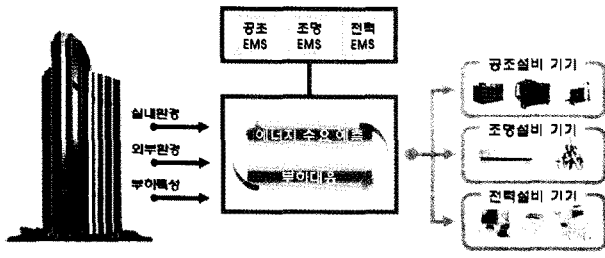 공조 조명 전력
EMS EMS EMS
실내환경
외부환경
부하특성
에너지 수요 예측
부하대응
공조설비 기기
조명설비 기기
전력설비 기기